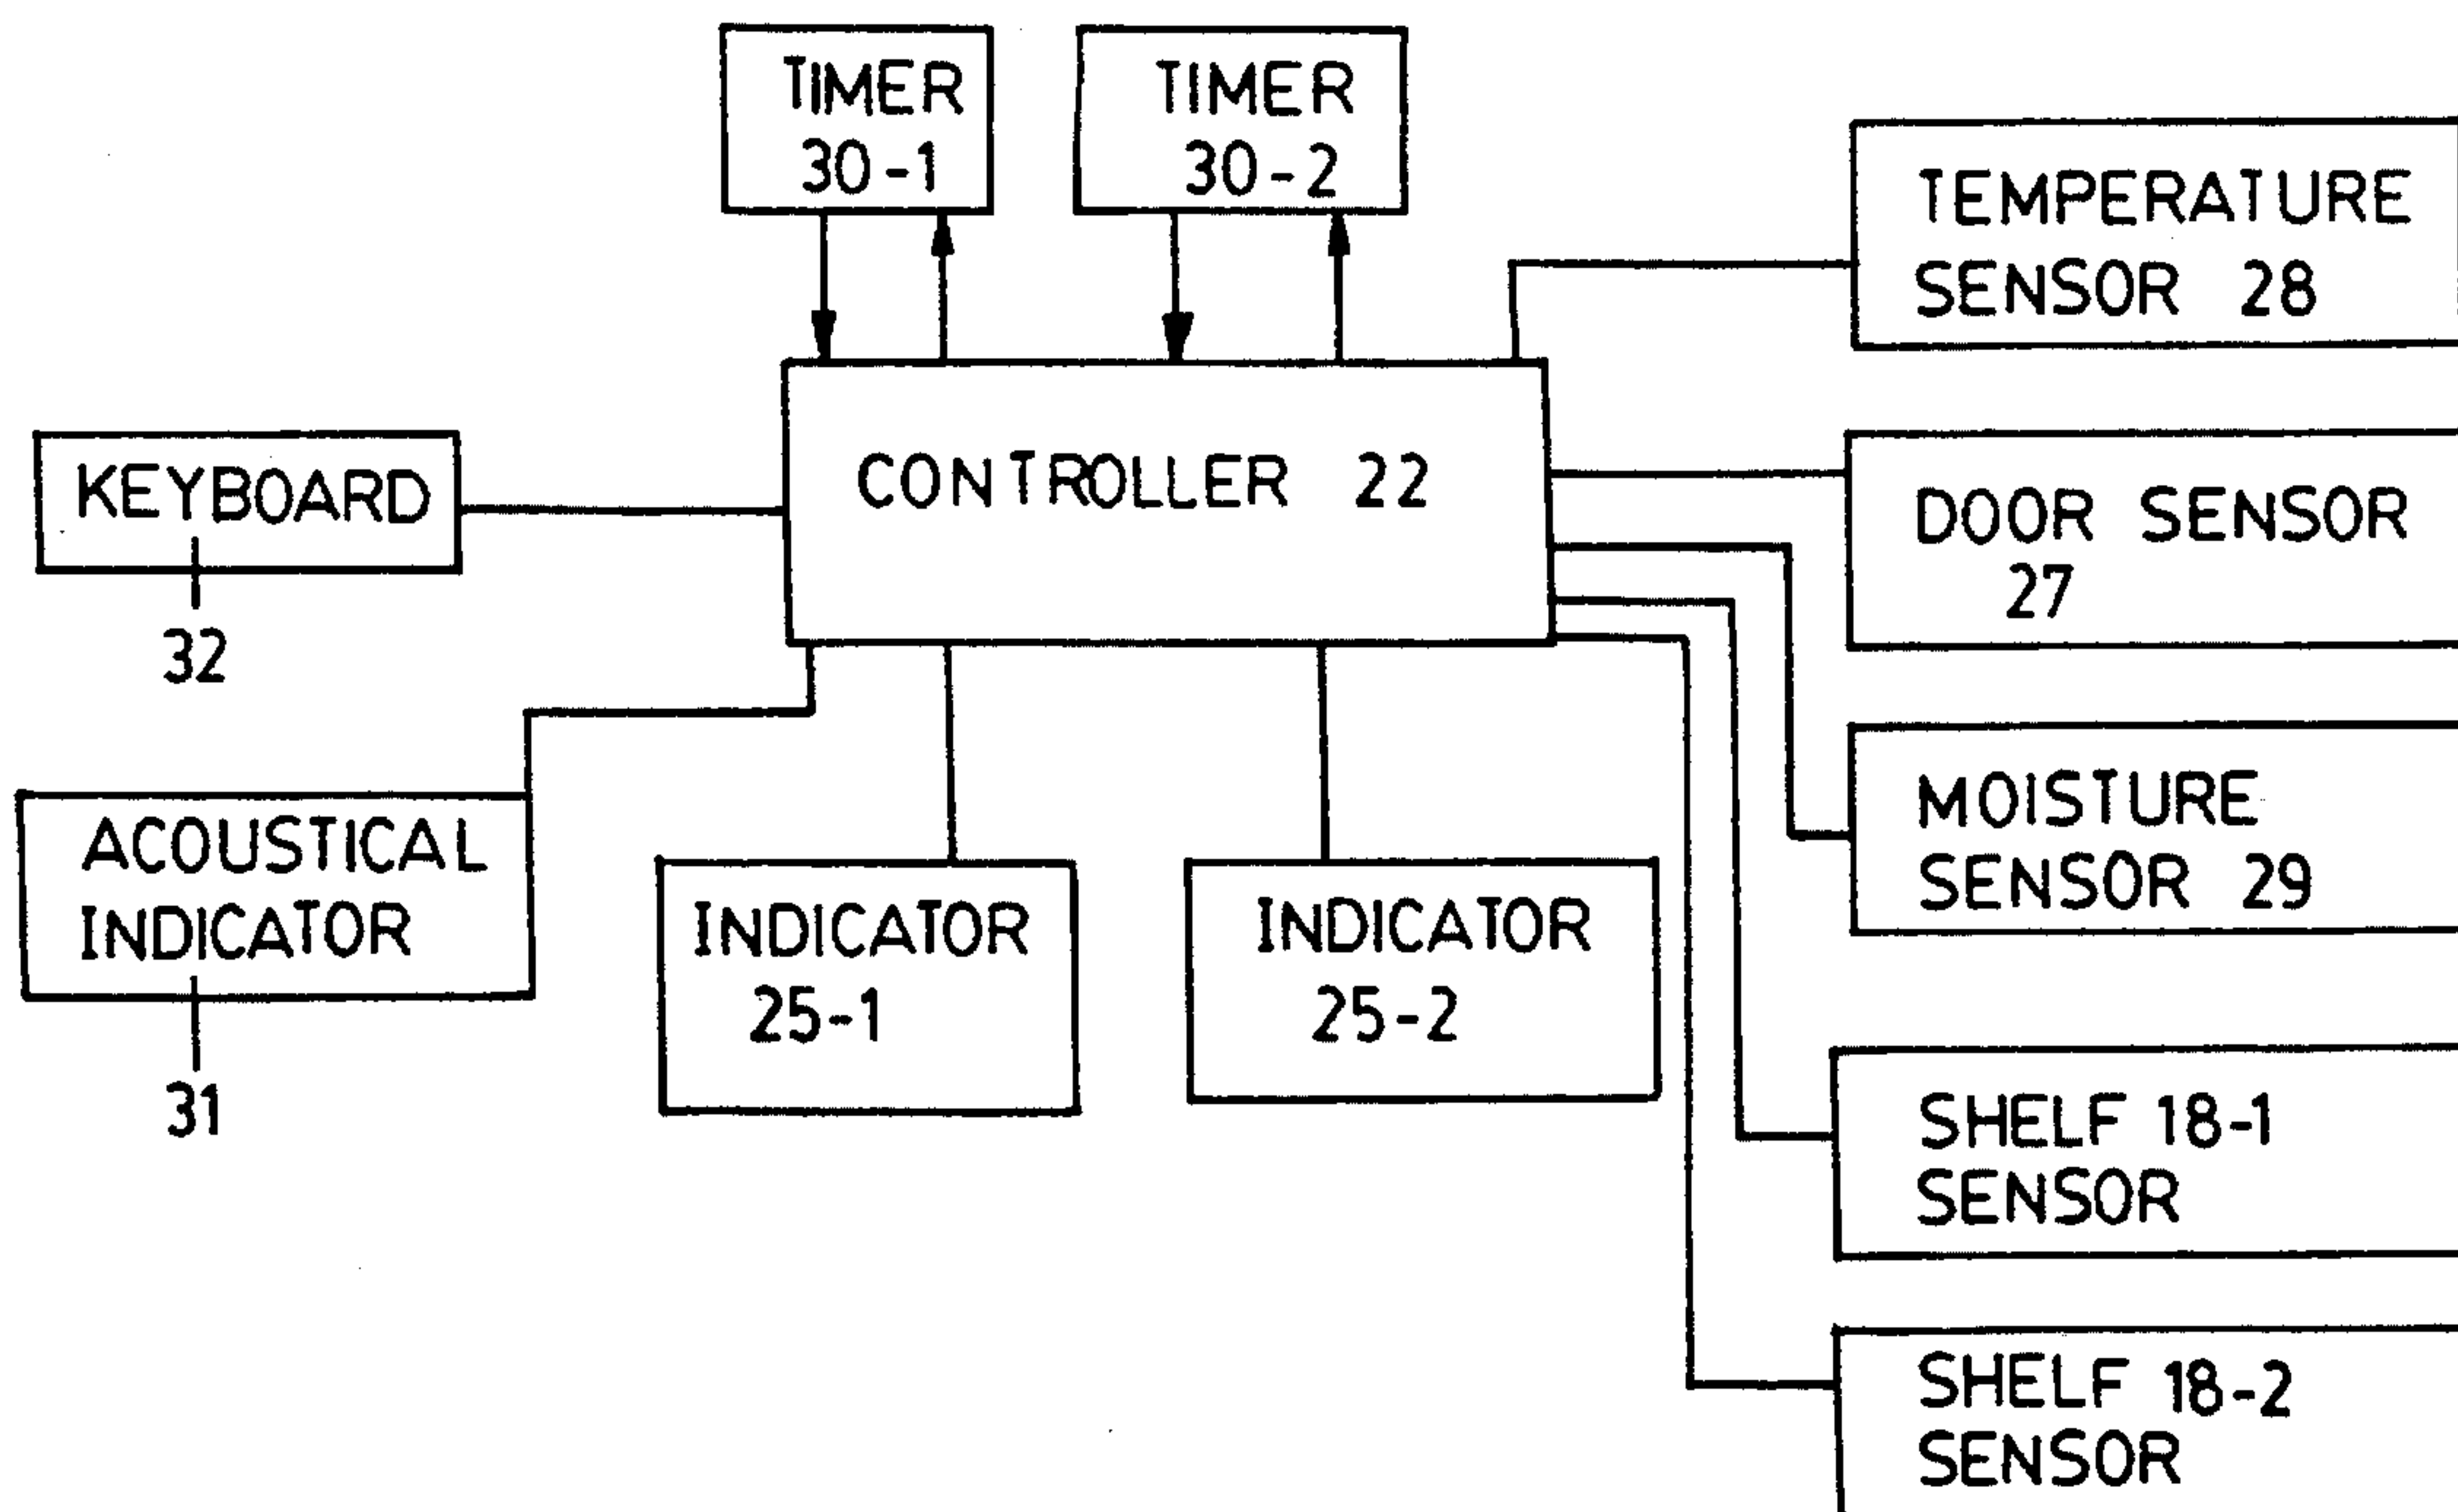 TIMER
30-1
TIMER
30-2
TEMPERATURE
SENSOR 28
KEYBOARD
32
CONTROLLER 22
DOOR SENSOR
27
ACOUSTICAL
INDICATOR
31
INDICATOR
25-1
INDICATOR
25-2
MOISTURE
SENSOR 29
SHELF 18-1
SENSOR
SHELF 18-2
SENSOR